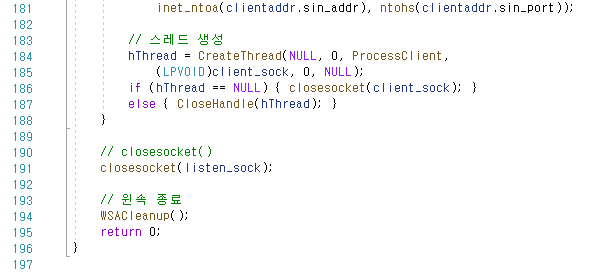 181 inet_ntoa(clientaddr.sin_addr), ntohs(clientaddr.sin_port));
182
183 // 스레드 생성
184 hThread = CreateThread(NULL, 0, ProcessClient,
185 (LPVOID)client_sock, 0, NULL);
186 if (hThread == NULL) { closesocket(client_sock); }
187 else { CloseHandle(hThread); }
188 }
189
190 // closesocket()
191 closesocket(listen_sock);
192
193 // 윈속 종료
194 WSACleanup();
195 return 0;
196 }
197